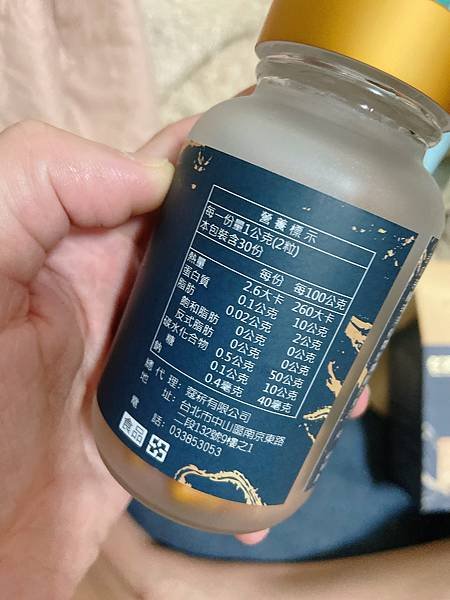 營養標示
每一份量1公克(2粒)
本包裝含30份
每份 每100公克
熱量 2.6大卡 260大卡
蛋白質 0.1公克 10公克
脂肪 0.02公克 2公克
飽和脂肪 0公克 0公克
反式脂肪 0公克 0公克
碳水化合物 0.5公克 50公克
糖 0.1公克 10公克
鈉 0.4毫克 40毫克
總代理:霖析有限公司
地址:台北市中山區南京東路
二段132號9樓之1
電話:033853053
食品